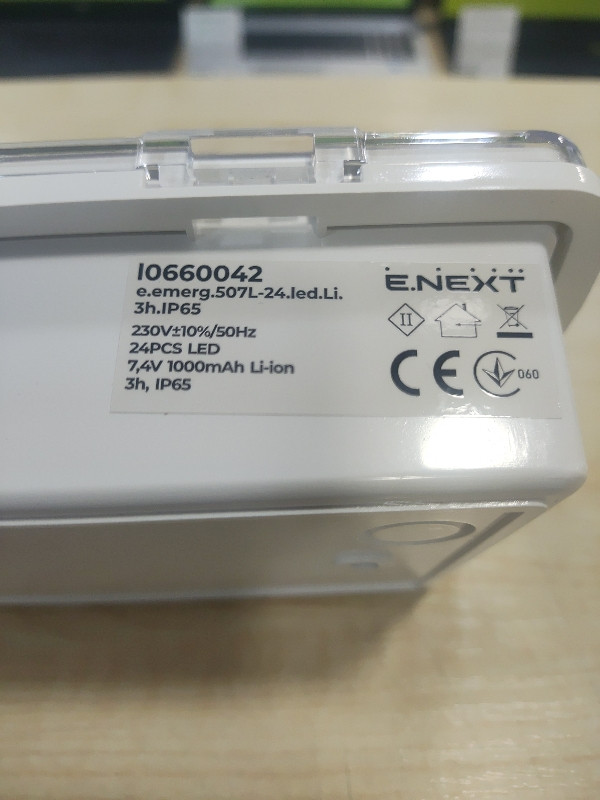 l0660042
e.emerg.507L-24.led.Li.
3h.IP65
230V±10%/50Hz
24PCS LED
7,4V 1000mAh Li-ion
3h, IP65
E.NEXT
II
CE
060